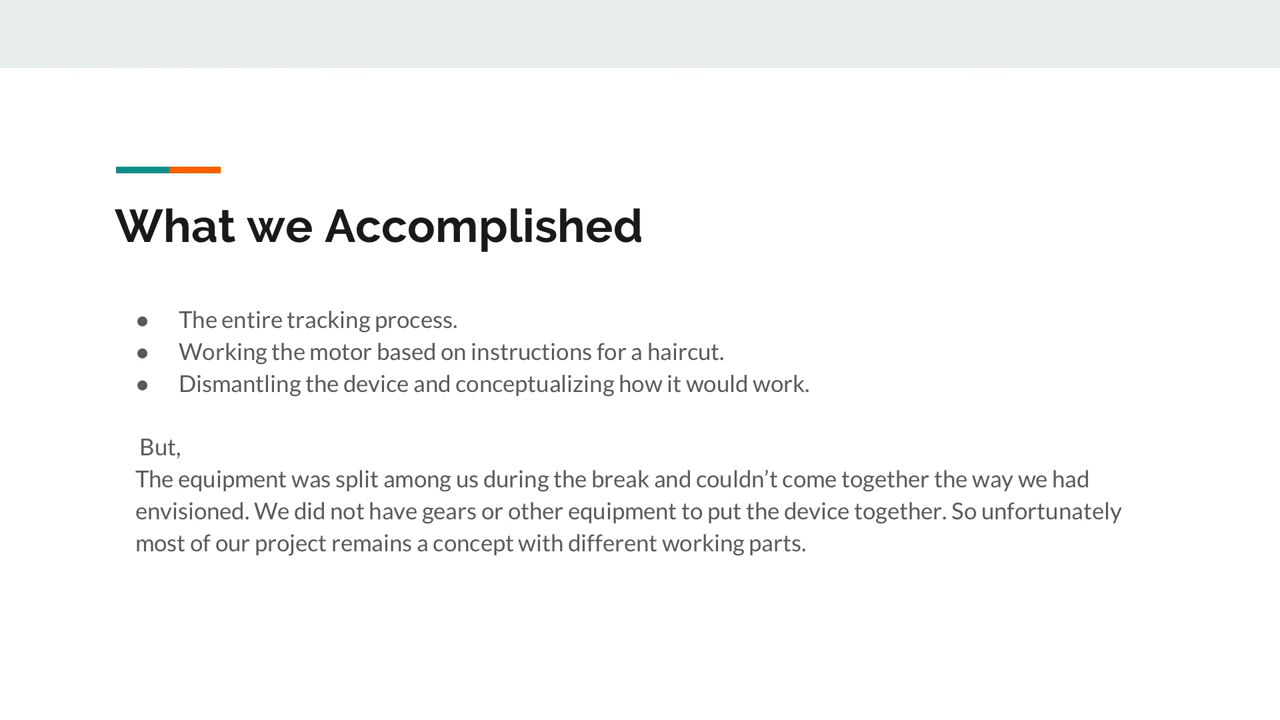 What we Accomplished
● The entire tracking process.
● Working the motor based on instructions for a haircut.
● Dismantling the device and conceptualizing how it would work.
But,
The equipment was split among us during the break and couldn’t come together the way we had
envisioned. We did not have gears or other equipment to put the device together. So unfortunately
most of our project remains a concept with different working parts.